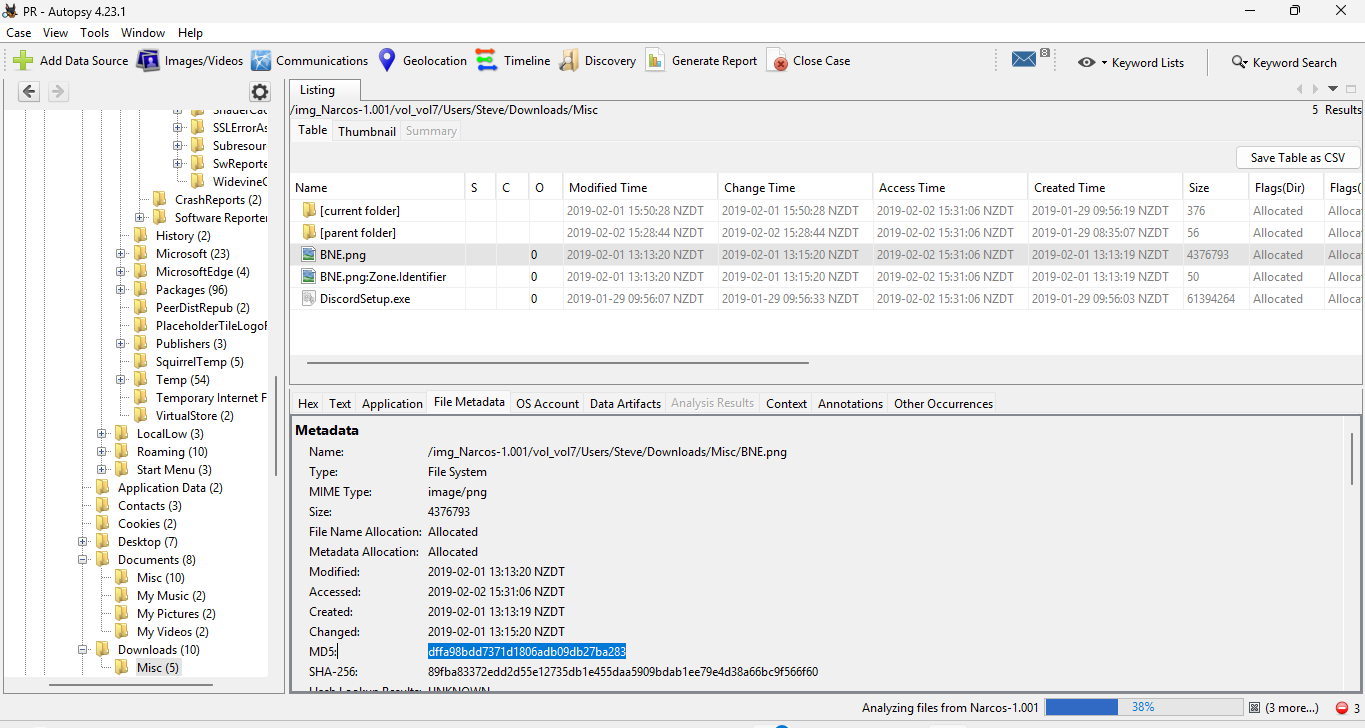 PR - Autopsy 4.23.1
Case View Tools Window Help
Add Data Source Images/Videos Communications Geolocation Timeline Discovery Generate Report Close Case 8 Keyword Lists Keyword Search
Listing
/img_Narcos-1.001/vol_vol7/Users/Steve/Downloads/Misc 5 Results
Table Thumbnail Summary
Save Table as CSV
Name S C O Modified Time Change Time Access Time Created Time Size Flags(Dir) Flags(
[current folder] 2019-02-01 15:50:28 NZDT 2019-02-01 15:50:28 NZDT 2019-02-02 15:31:06 NZDT 2019-01-29 09:56:19 NZDT 376 Allocated Alloca
[parent folder] 2019-02-02 15:28:44 NZDT 2019-02-02 15:28:44 NZDT 2019-02-02 15:31:06 NZDT 2019-01-29 08:35:07 NZDT 56 Allocated Alloca
BNE.png 0 2019-02-01 13:13:20 NZDT 2019-02-01 13:15:20 NZDT 2019-02-02 15:31:06 NZDT 2019-02-01 13:13:19 NZDT 4376793 Allocated Alloca
BNE.png:Zone.Identifier 0 2019-02-01 13:13:20 NZDT 2019-02-01 13:15:20 NZDT 2019-02-02 15:31:06 NZDT 2019-02-01 13:13:19 NZDT 50 Allocated Alloca
DiscordSetup.exe 0 2019-01-29 09:56:07 NZDT 2019-01-29 09:56:33 NZDT 2019-02-02 15:31:06 NZDT 2019-01-29 09:56:03 NZDT 61394264 Allocated Alloca
ShaderCac
SSLErrorAs
Subresour
SwReporte
WidevineC
CrashReports (2)
Software Reporter
History (2)
Microsoft (23)
MicrosoftEdge (4)
Packages (96)
PeerDistRepub (2)
PlaceholderTileLogoF
Publishers (3)
SquirrelTemp (5)
Temp (54)
Temporary Internet F
VirtualStore (2)
LocalLow (3)
Roaming (10)
Start Menu (3)
Application Data (2)
Contacts (3)
Cookies (2)
Desktop (7)
Documents (8)
Misc (10)
My Music (2)
My Pictures (2)
My Videos (2)
Downloads (10)
Misc (5)
Hex Text Application File Metadata OS Account Data Artifacts Analysis Results Context Annotations Other Occurrences
Metadata
Name: /img_Narcos-1.001/vol_vol7/Users/Steve/Downloads/Misc/BNE.png
Type: File System
MIME Type: image/png
Size: 4376793
File Name Allocation: Allocated
Metadata Allocation: Allocated
Modified: 2019-02-01 13:13:20 NZDT
Accessed: 2019-02-02 15:31:06 NZDT
Created: 2019-02-01 13:13:19 NZDT
Changed: 2019-02-01 13:15:20 NZDT
MD5: dffa98bdd7371d1806adb09db27ba283
SHA-256: 89fba83372edd2d55e12735db1e455daa5909bdab1ee79e4d38a66bc9f566f60
Hash Lookup Results: UNKNOWN
Analyzing files from Narcos-1.001 38% (3 more...) 3